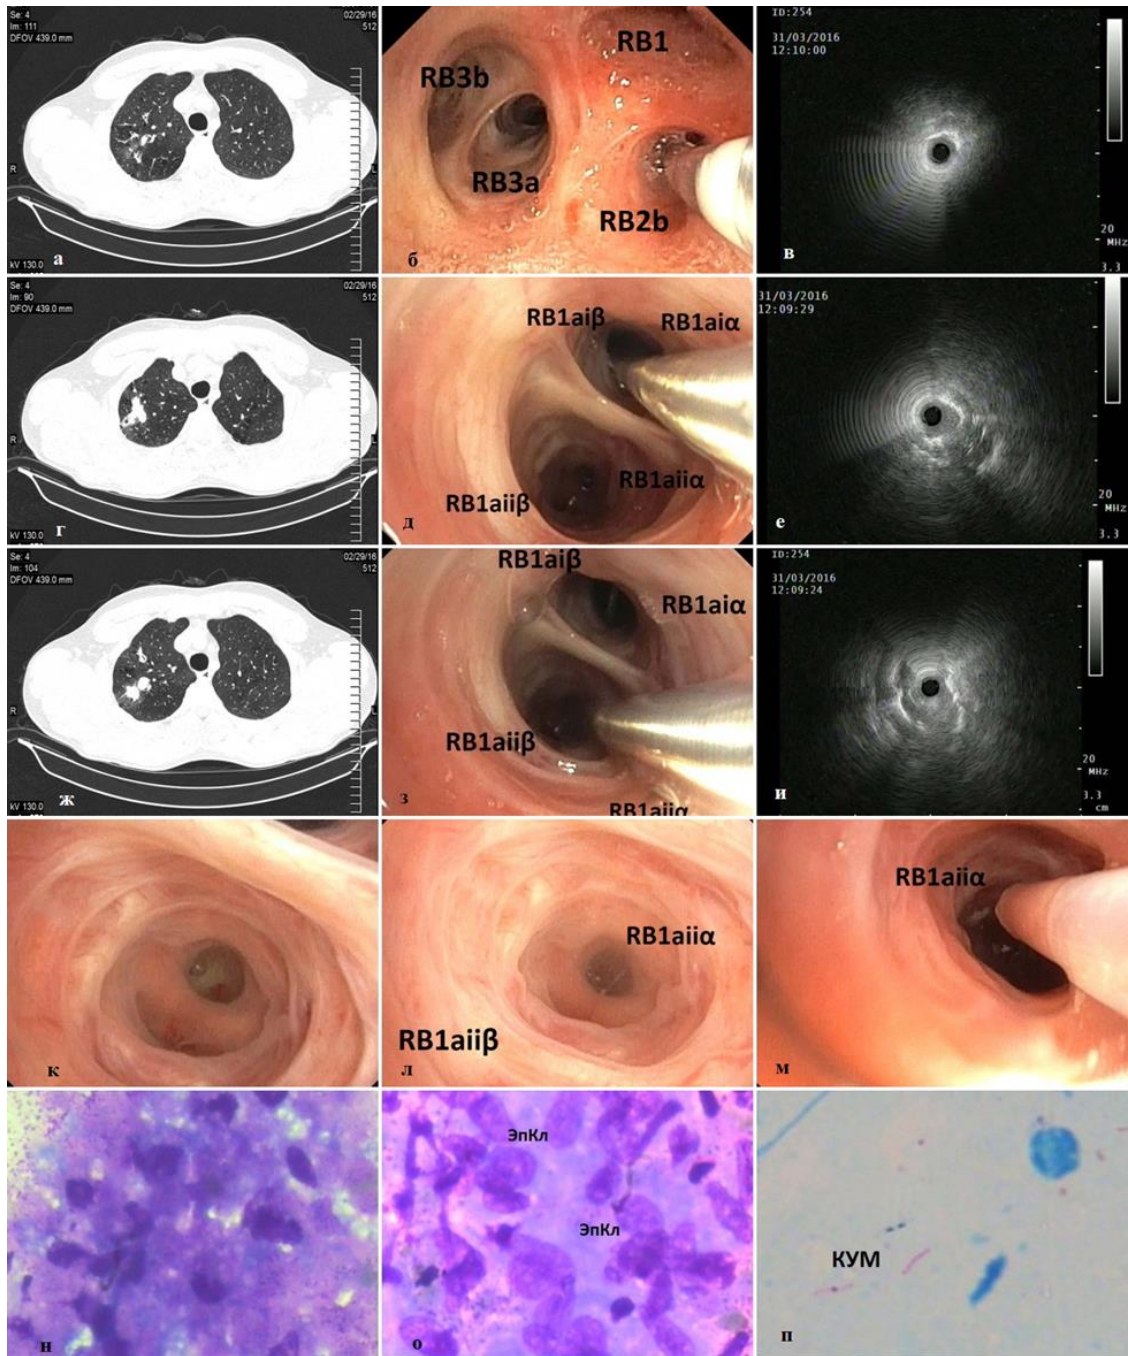 Se: 4
Im: 111
DFOV 439.0 mm
02/29/16
512
R
L
kV 130.0
а
RB3b
RB1
RB3a
RB2b
б
ID:254
31/03/2016
12:10:00
20
MHz
3.3
в
Se: 4
Im: 90
DFOV 439.0 mm
02/29/16
512
R
L
kV 130.0
г
RB1aiβ
RB1aiα
RB1aiiα
RB1aiiβ
д
31/03/2016
12:09:29
20
MHz
3.3
е
Se: 4
Im: 104
DFOV 439.0 mm
02/29/16
512
R
L
kV 130.0
ж
RB1aiβ
RB1aiα
RB1aiiβ
RB1aiiα
з
ID:254
31/03/2016
12:09:24
20
MHz
3.3
cm
и
к
RB1aiiα
RB1aiiβ
л
RB1aiiα
м
н
ЭпКл
ЭпКл
о
КУМ
п